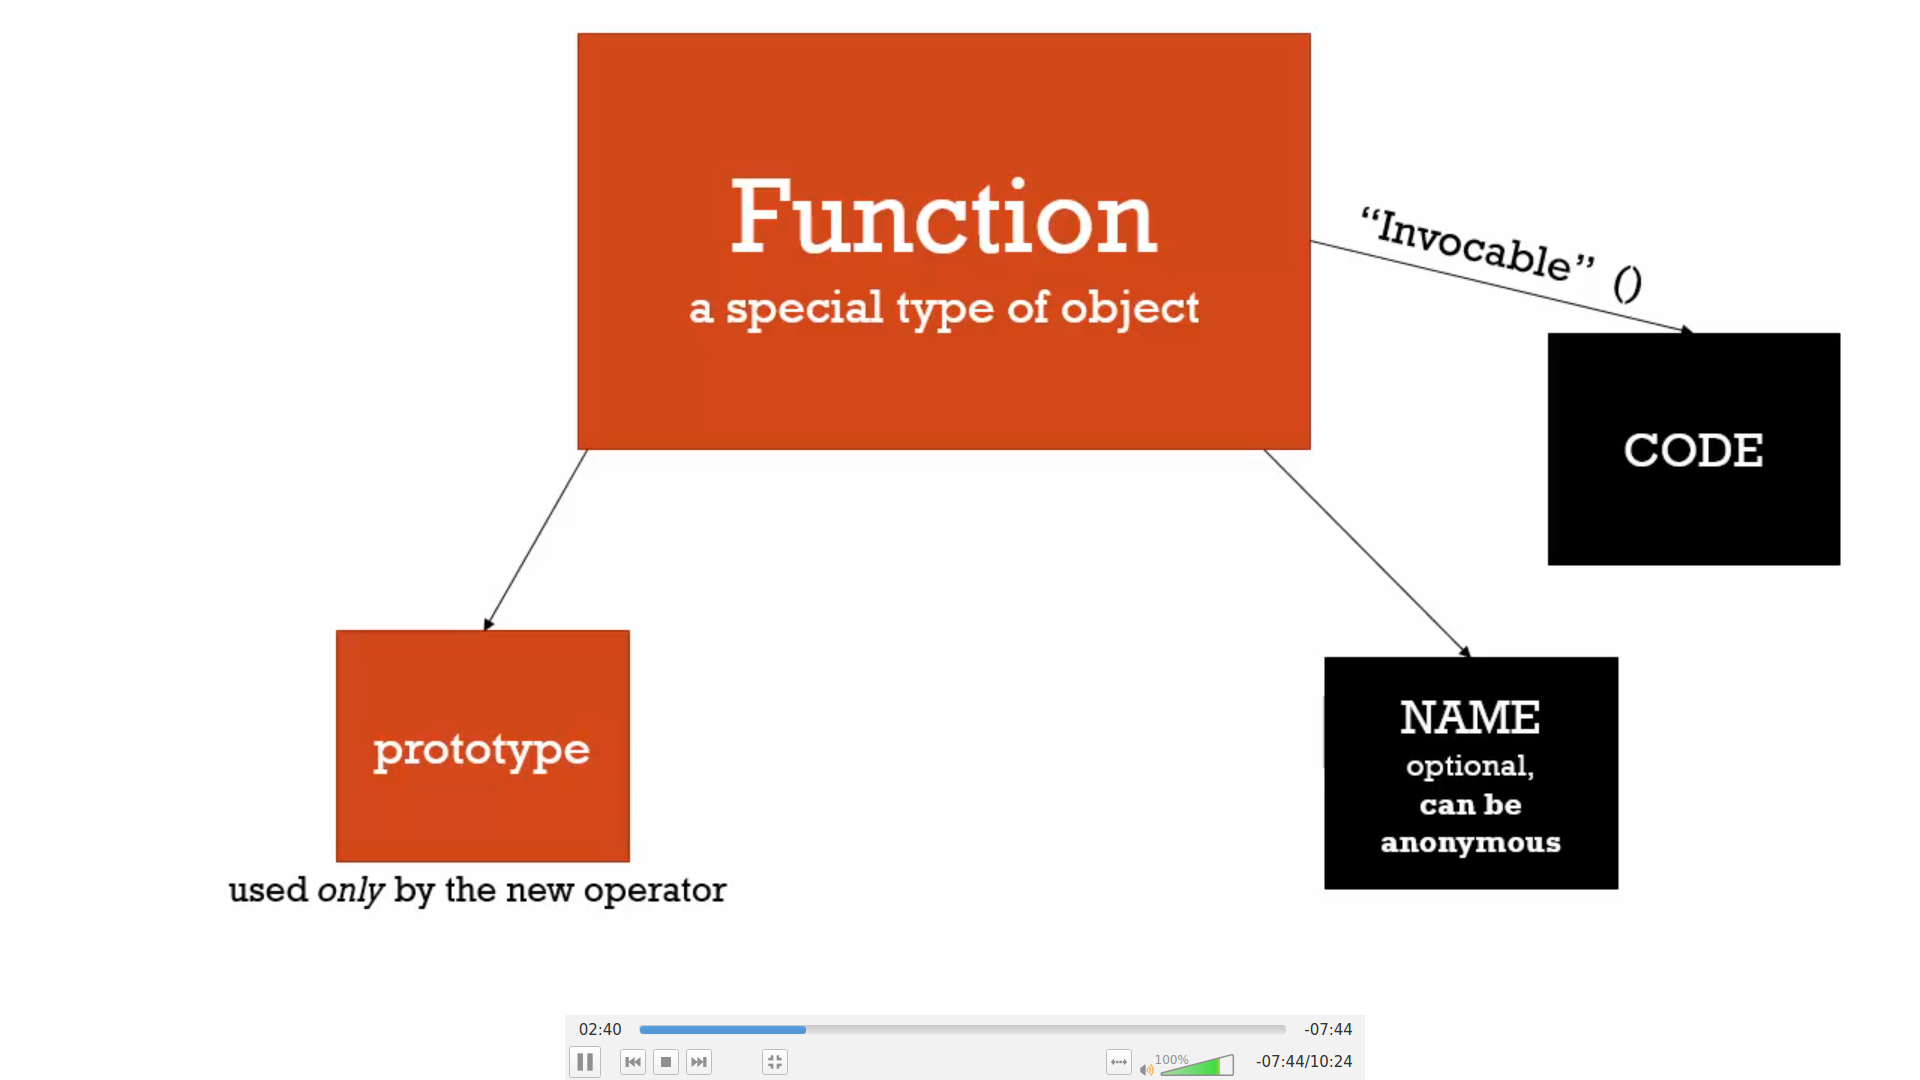 Function
a special type of object
“Invocable” ()
CODE
prototype
used only by the new operator
NAME
optional,
can be
anonymous
02:40
-07:44
100%
-07:44/10:24